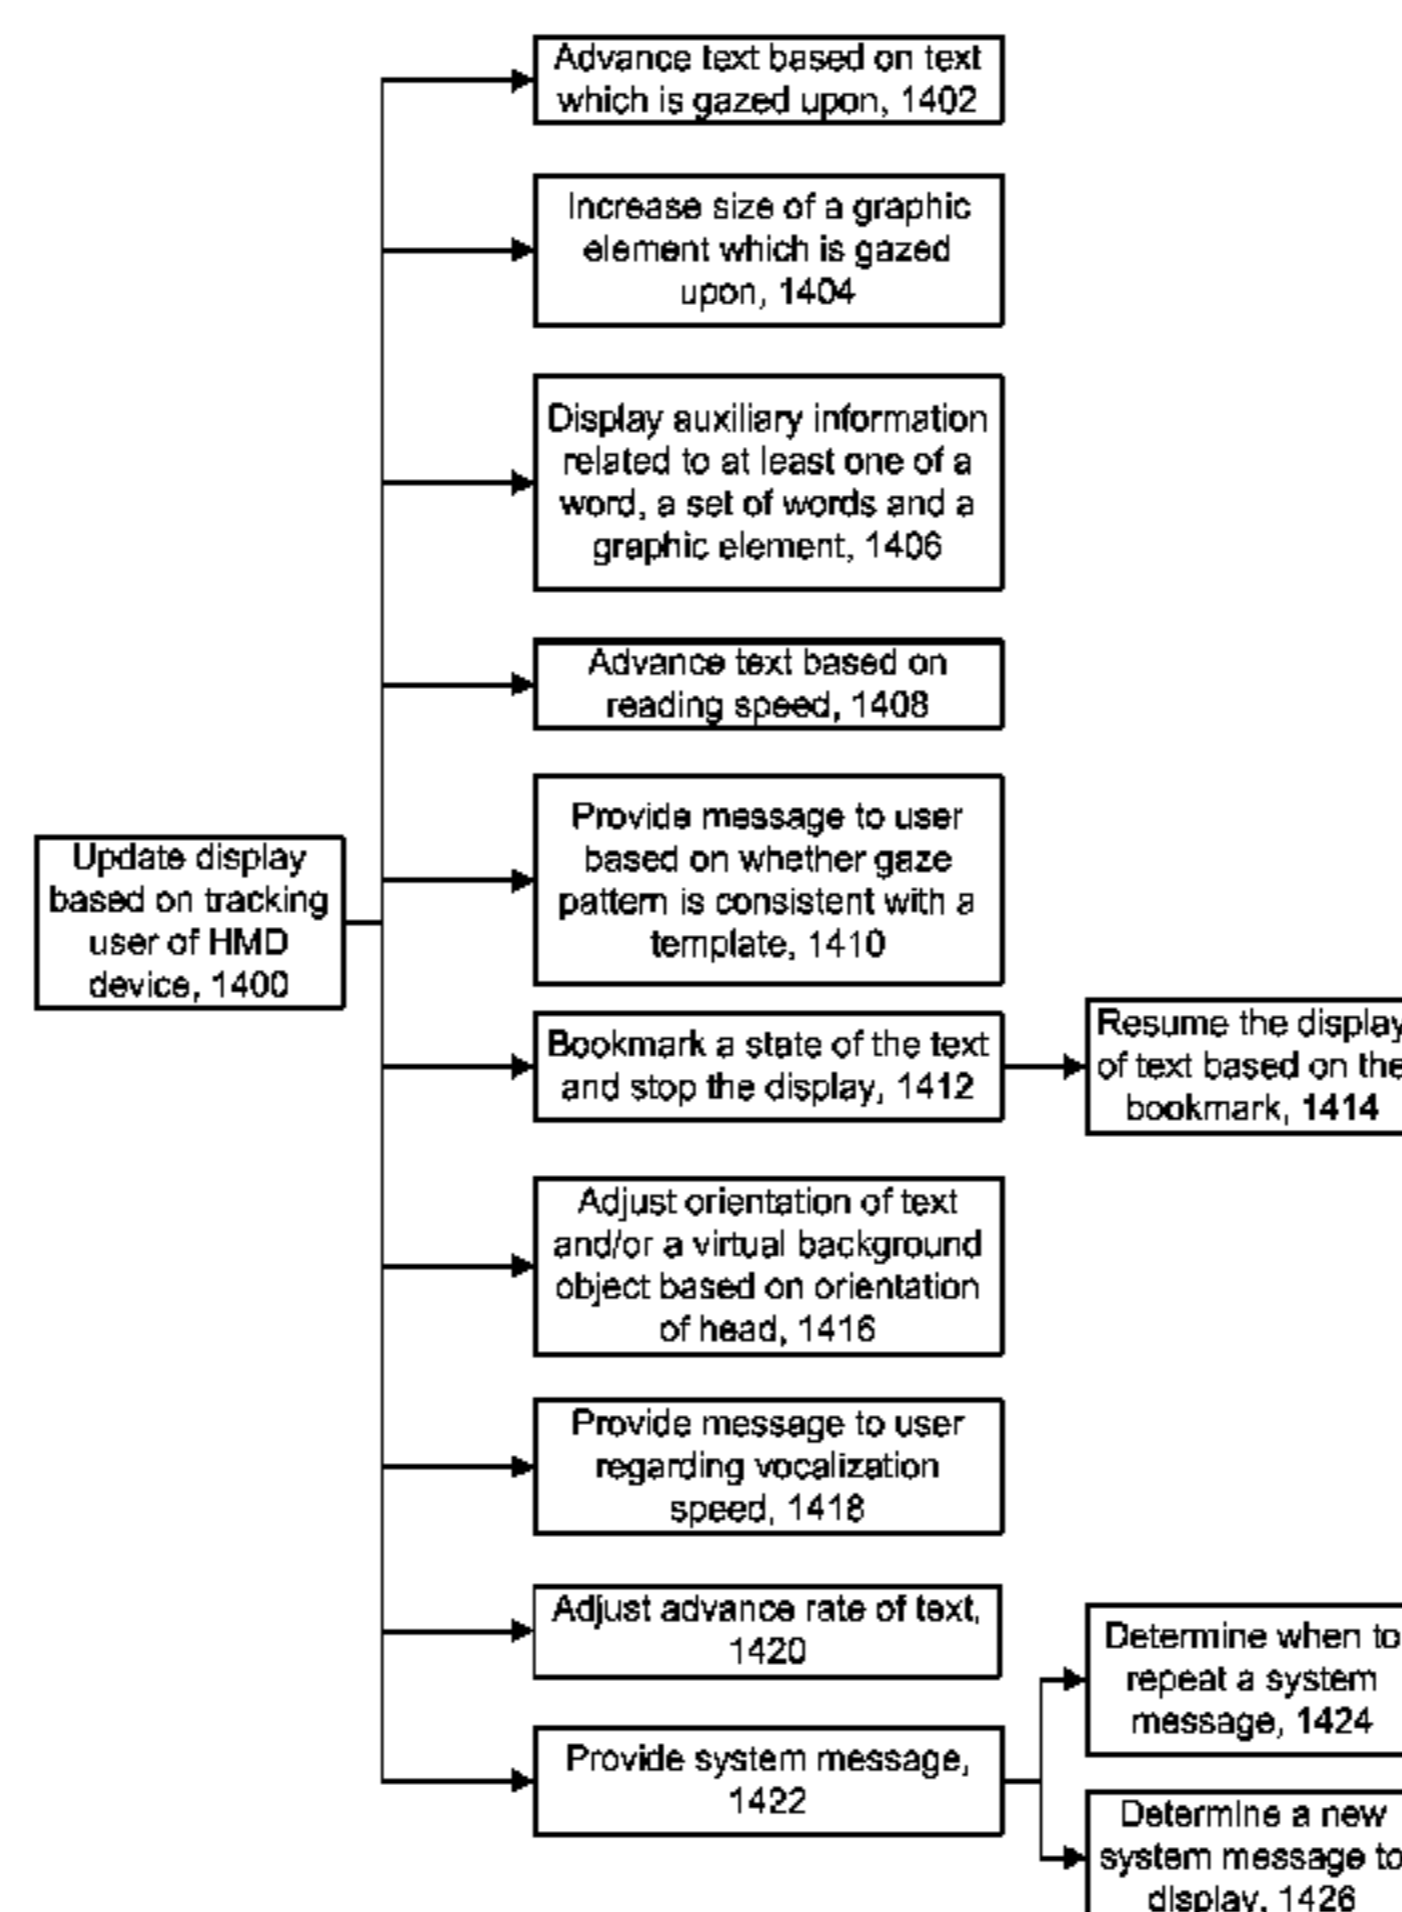 Advance text based on text
which is gazed upon, 1402
Increase size of a graphic
element which is gazed
upon, 1404
Display auxiliary information
related to at least one of a
word, a set of words and a
graphic element, 1406
Advance text based on
reading speed, 1408
Provide message to user
based on whether gaze
pattern is consistent with a
template, 1410
Update display
based on tracking
user of HMD
device, 1400
Bookmark a state of the text
and stop the display, 1412
Resume the display
of text based on the
bookmark, 1414
Adjust orientation of text
and/or a virtual background
object based on orientation
of head, 1416
Provide message to user
regarding vocalization
speed, 1418
Adjust advance rate of text,
1420
Provide system message,
1422
Determine when to
repeat a system
message, 1424
Determine a new
system message to
display, 1426